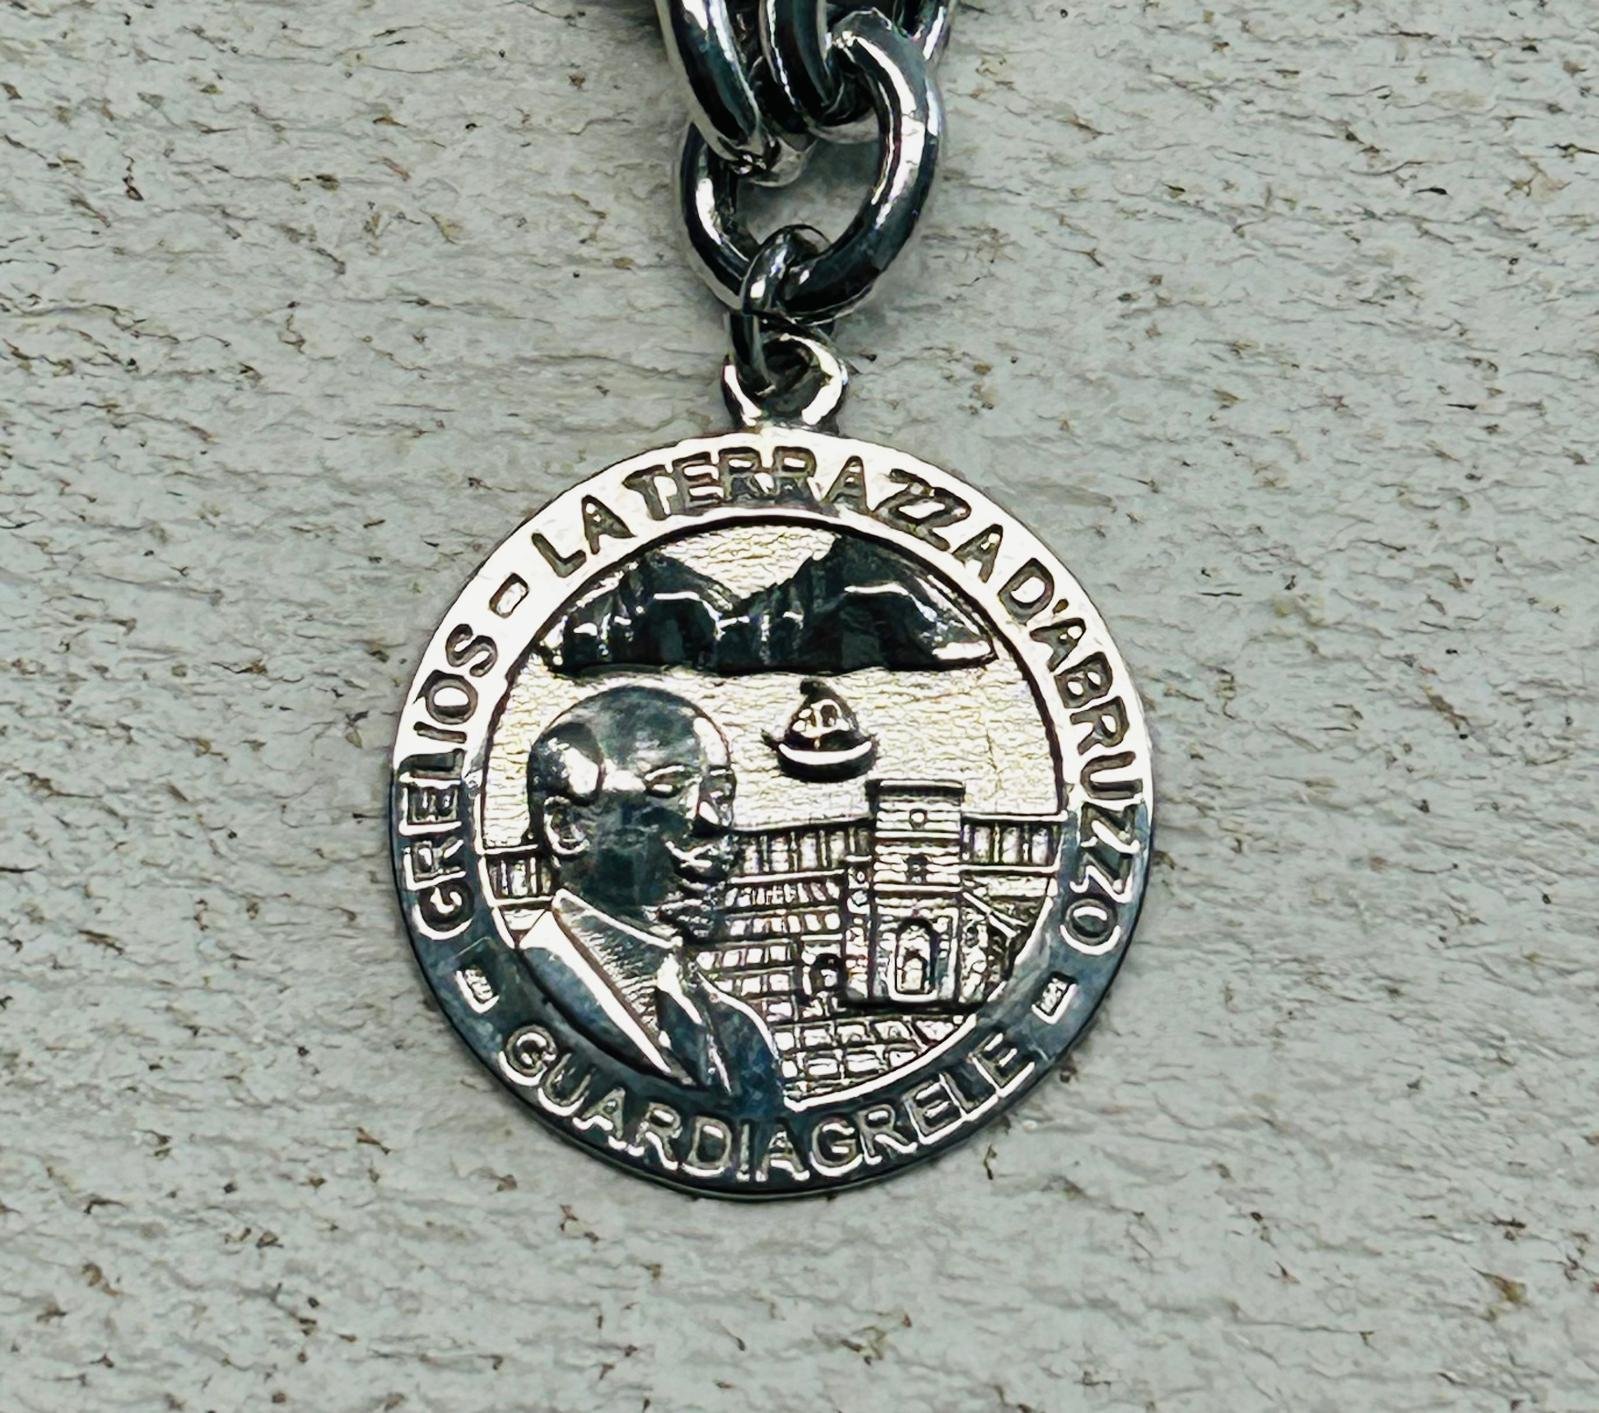 GRELIOS - LA TERRAZZA D'ABRUZZO -
GUARDIAGRELE -